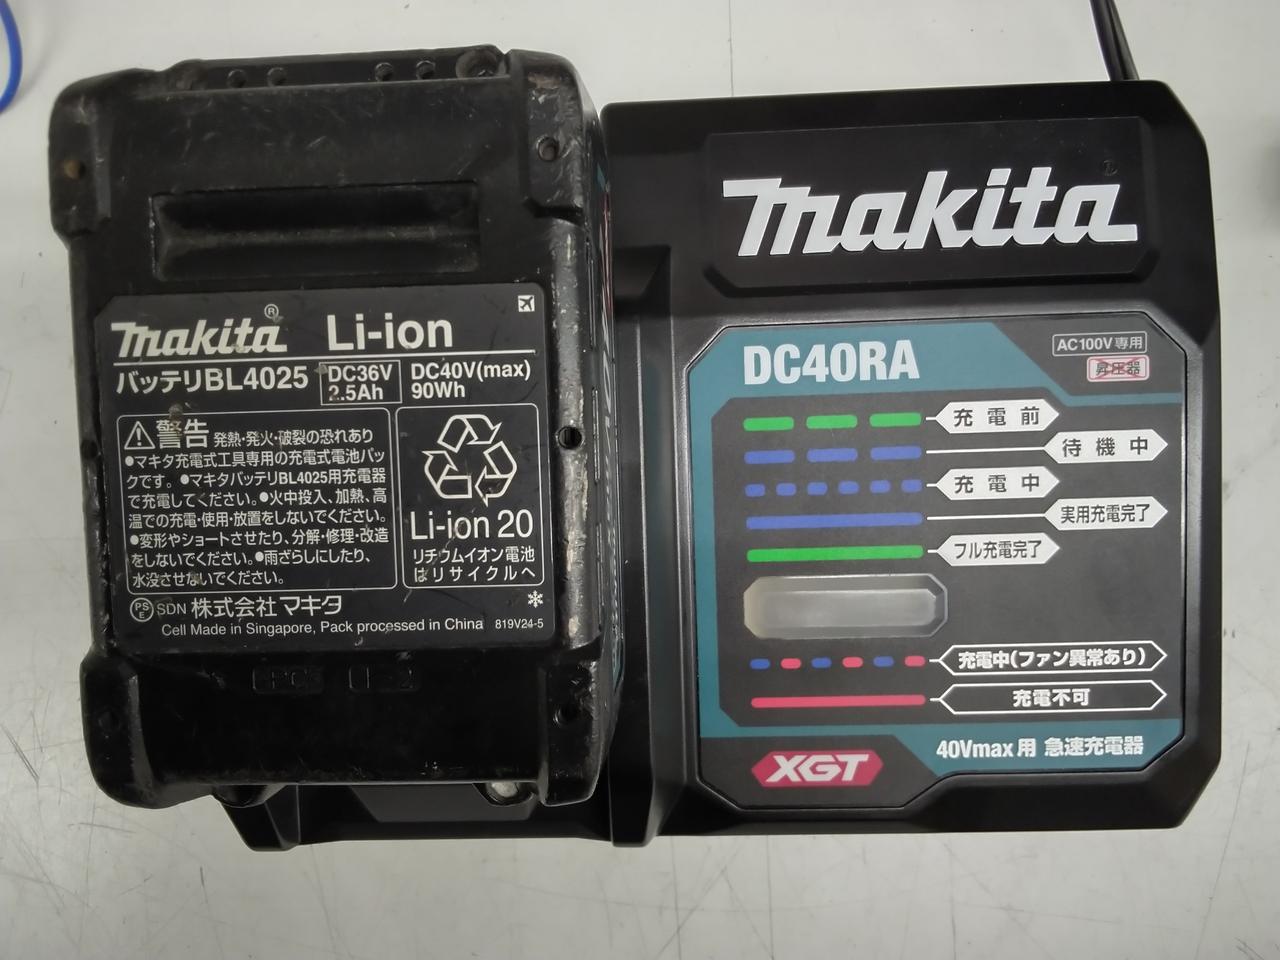 makita® Li-ion
バッテリBL4025
DC36V
2.5Ah
DC40V(max)
90Wh
警告 発熱・発火・破裂の恐れあり
●マキタ充電式工具専用の充電式電池パッ
クです。●マキタバッテリBL4025用充電器
で充電してください。●火中投入、加熱、高
温での充電・使用・放置をしないでください。
●変形やショートさせたり、分解・修理・改造
をしないでください。●雨ざらしにしたり、
水没させないでください。
Li-ion 20
リチウムイオン電池
はリサイクルへ
PS
E
SDN 株式会社 マキタ
Cell Made in Singapore, Pack processed in China 819V24-5
makita
DC40RA
AC100V専用
昇圧器
充電前
待機中
充電中
実用充電完了
フル充電完了
充電中(ファン異常あり)
充電不可
XGT
40Vmax用 急速充電器